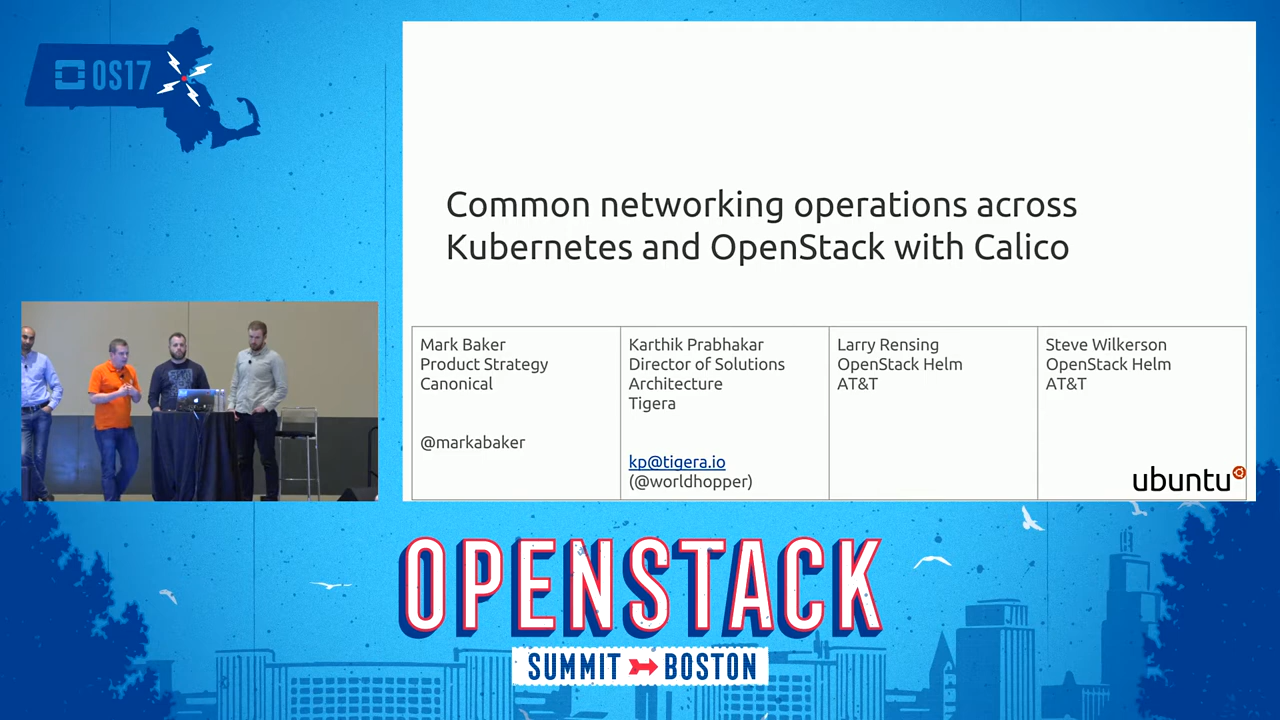 OS17
Common networking operations across
Kubernetes and OpenStack with Calico
Mark Baker
Product Strategy
Canonical
@markabaker
Karthik Prabhakar
Director of Solutions
Architecture
Tigera
kp@tigera.io
(@worldhopper)
Larry Rensing
OpenStack Helm
AT&T
Steve Wilkerson
OpenStack Helm
AT&T
ubuntu
OPENSTACK
SUMMIT BOSTON